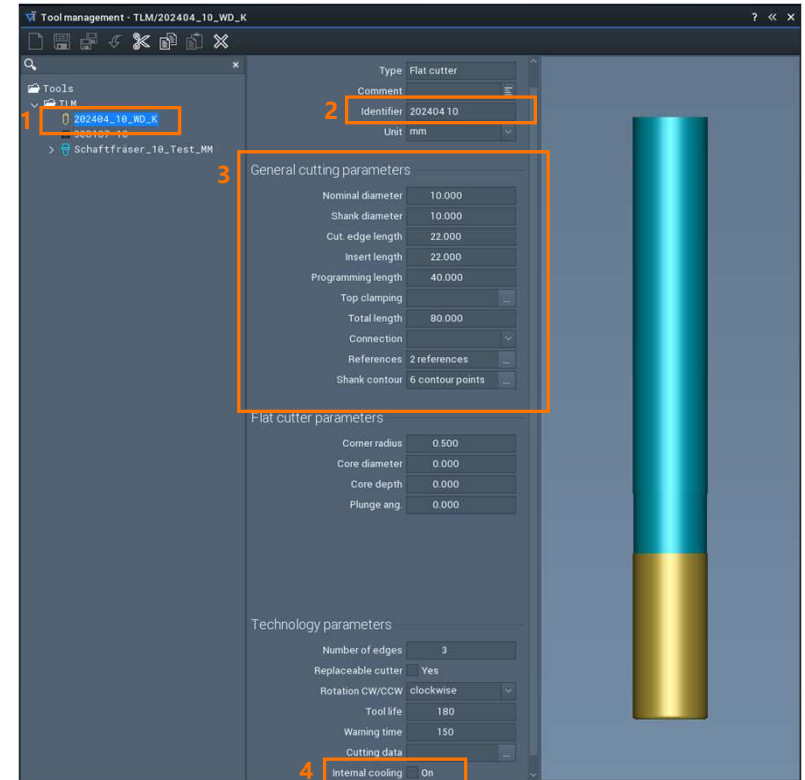 Tool management - TLM/202404_10_WD_K
? « ×
×
Tools
TLM
1
202404_10_WD_K
Schaftfräser_10_Test_MM
Type Flat cutter
Comment
2
Identifier 202404 10
Unit mm
3
General cutting parameters
Nominal diameter 10.000
Shank diameter 10.000
Cut. edge length 22.000
Insert length 22.000
Programming length 40.000
Top clamping ...
Total length 80.000
Connection
References 2 references ...
Shank contour 6 contour points ...
Flat cutter parameters
Corner radius 0.500
Core diameter 0.000
Core depth 0.000
Plunge ang. 0.000
Technology parameters
Number of edges 3
Replaceable cutter Yes
Rotation CW/CCW clockwise
Tool life 180
Warning time 150
Cutting data ...
4
Internal cooling On